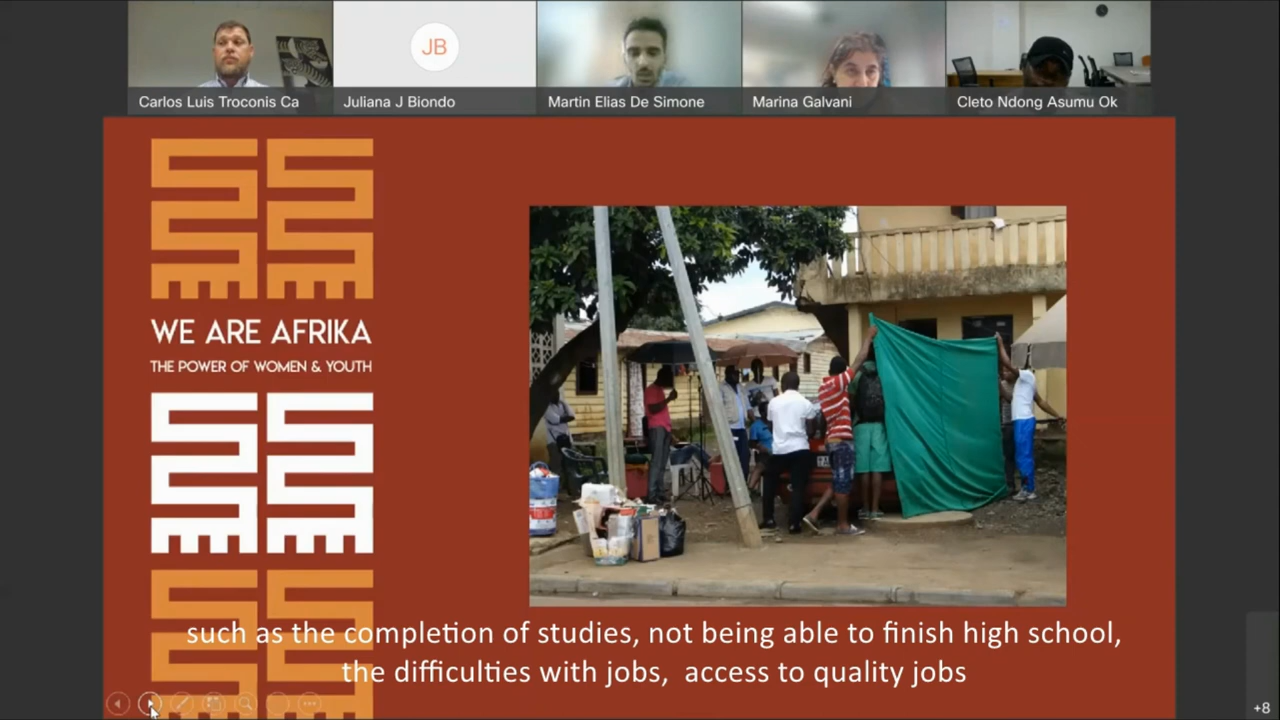 JB
Carlos Luis Troconis Ca
Juliana J Biondo
Martin Elias De Simone
Marina Galvani
Cleto Ndong Asumu Ok
WE ARE AFRIKA
THE POWER OF WOMEN & YOUTH
such as the completion of studies, not being able to finish high school,
the difficulties with jobs, access to quality jobs
+8